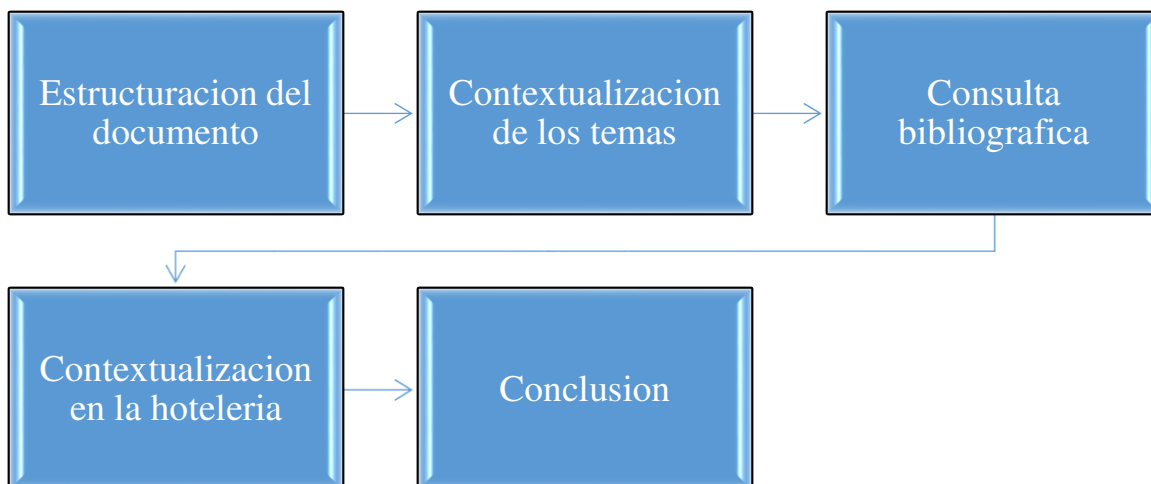 Estructuracion del
documento
Contextualizacion
de los temas
Consulta
bibliografica
Contextualizacion
en la hoteleria
Conclusion